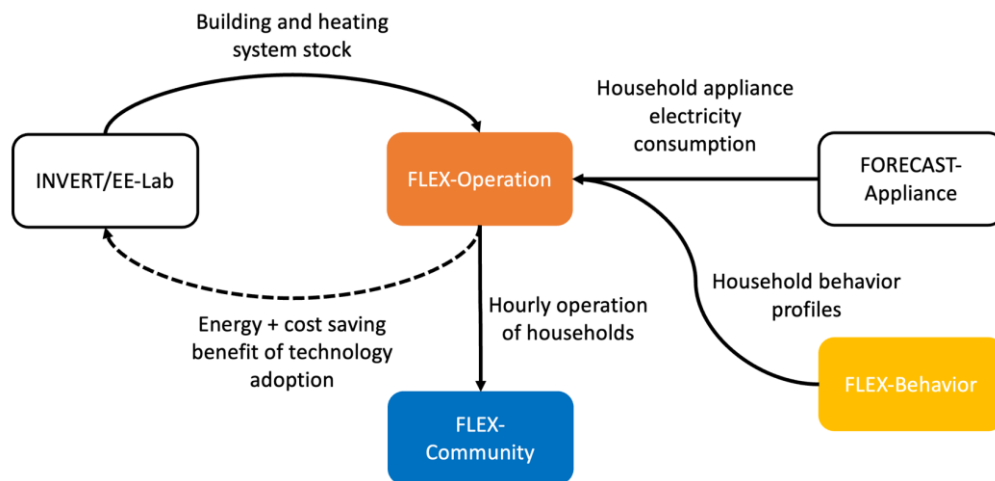 Building and heating
system stock
Household appliance
electricity
consumption
INVERT/EE-Lab
FLEX-Operation
FORECAST-
Appliance
Energy + cost saving
benefit of technology
adoption
Hourly operation
of households
Household behavior
profiles
FLEX-
Community
FLEX-Behavior